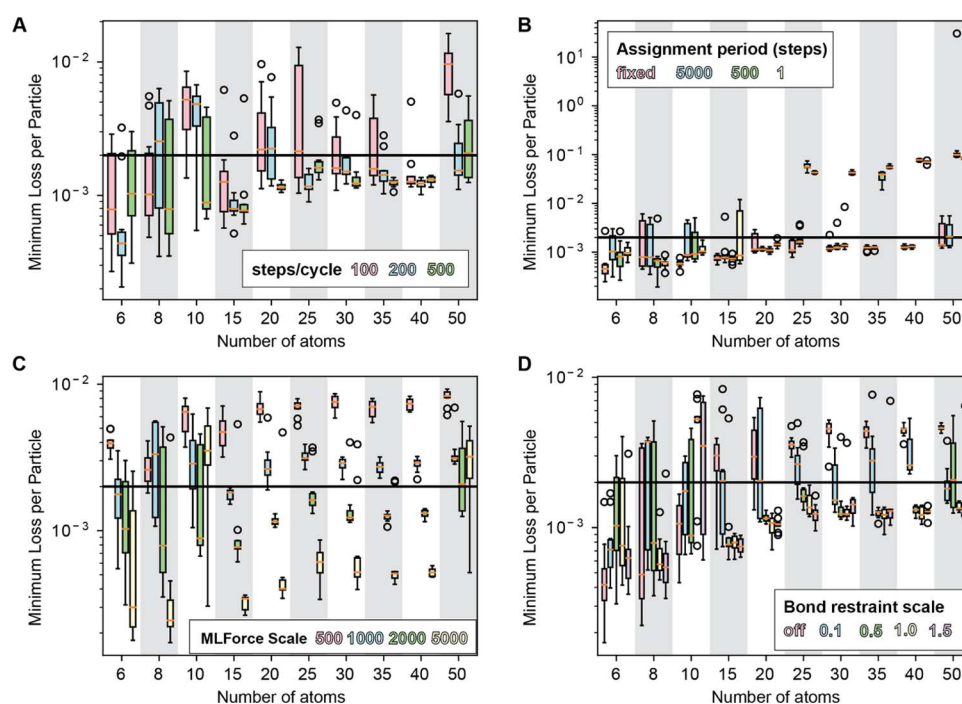 A
Minimum Loss per Particle
10⁻²
10⁻³
steps/cycle 100 200 500
6 8 10 15 20 25 30 35 40 50
Number of atoms
B
Minimum Loss per Particle
10¹
10⁰
10⁻¹
10⁻²
10⁻³
Assignment period (steps)
fixed 5000 500 1
6 8 10 15 20 25 30 35 40 50
Number of atoms
C
Minimum Loss per Particle
10⁻²
10⁻³
MLForce Scale 500 1000 2000 5000
6 8 10 15 20 25 30 35 40 50
Number of atoms
D
Minimum Loss per Particle
10⁻²
10⁻³
Bond restraint scale
off 0.1 0.5 1.0 1.5
6 8 10 15 20 25 30 35 40 50
Number of atoms